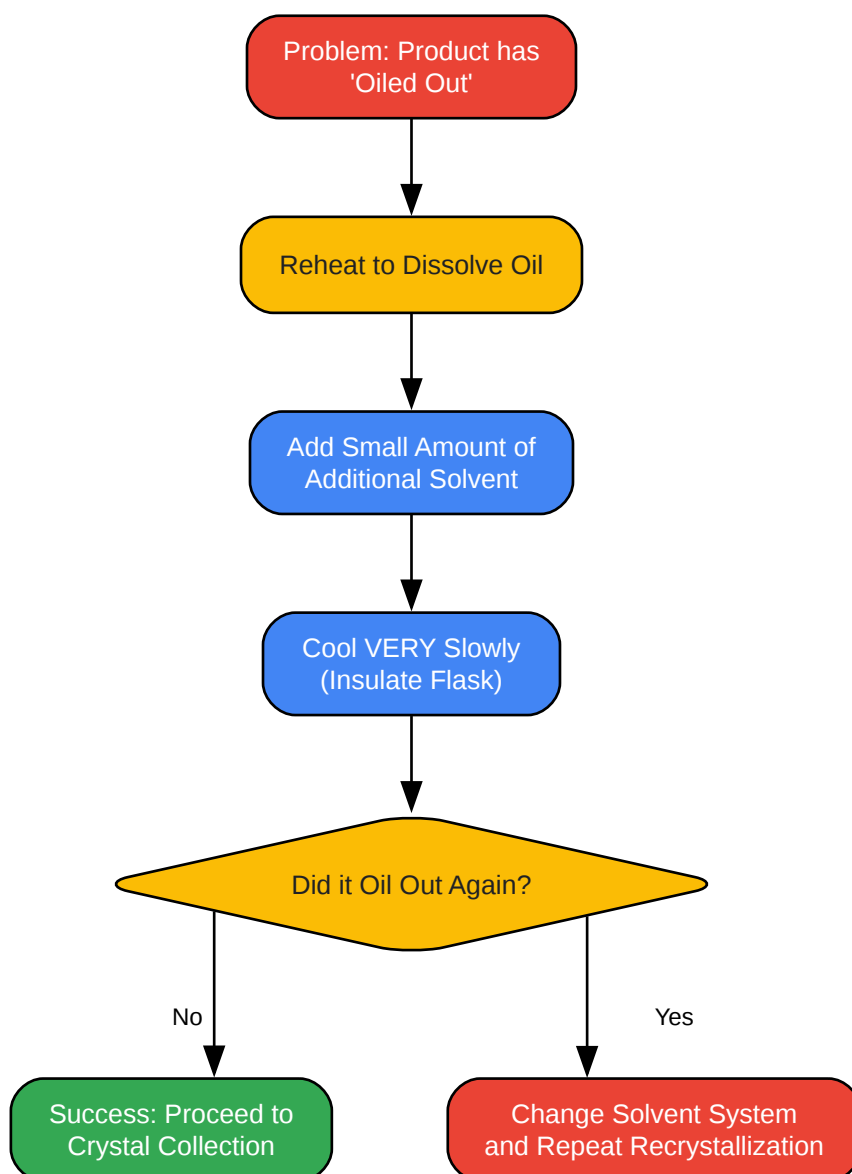 Problem: Product has
'Oiled Out'
Reheat to Dissolve Oil
Add Small Amount of
Additional Solvent
Cool VERY Slowly
(Insulate Flask)
Did it Oil Out Again?
No
Yes
Success: Proceed to
Crystal Collection
Change Solvent System
and Repeat Recrystallization